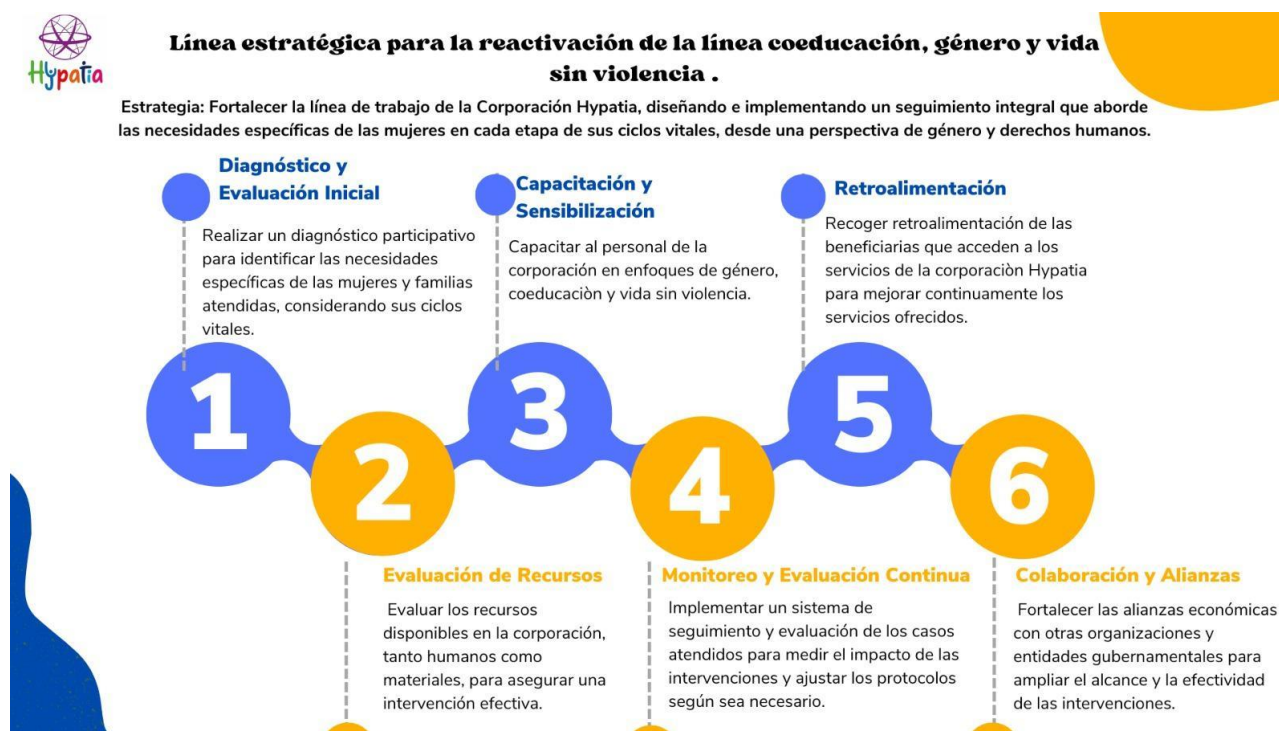 Hypatia
Línea estratégica para la reactivación de la línea coeducación, género y vida
sin violencia .
Estrategia: Fortalecer la línea de trabajo de la Corporación Hypatia, diseñando e implementando un seguimiento integral que aborde
las necesidades específicas de las mujeres en cada etapa de sus ciclos vitales, desde una perspectiva de género y derechos humanos.
Diagnóstico y
Evaluación Inicial
Realizar un diagnóstico participativo
para identificar las necesidades
específicas de las mujeres y familias
atendidas, considerando sus ciclos
vitales.
Capacitación y
Sensibilización
Capacitar al personal de la
corporación en enfoques de género,
coeducaciòn y vida sin violencia.
Retroalimentación
Recoger retroalimentación de las
beneficiarias que acceden a los
servicios de la corporaciòn Hypatia
para mejorar continuamente los
servicios ofrecidos.
1
2
3
4
5
6
Evaluación de Recursos
Evaluar los recursos
disponibles en la corporación,
tanto humanos como
materiales, para asegurar una
intervención efectiva.
Monitoreo y Evaluación Continua
Implementar un sistema de
seguimiento y evaluación de los casos
atendidos para medir el impacto de las
intervenciones y ajustar los protocolos
según sea necesario.
Colaboración y Alianzas
Fortalecer las alianzas económicas
con otras organizaciones y
entidades gubernamentales para
ampliar el alcance y la efectividad
de las intervenciones.